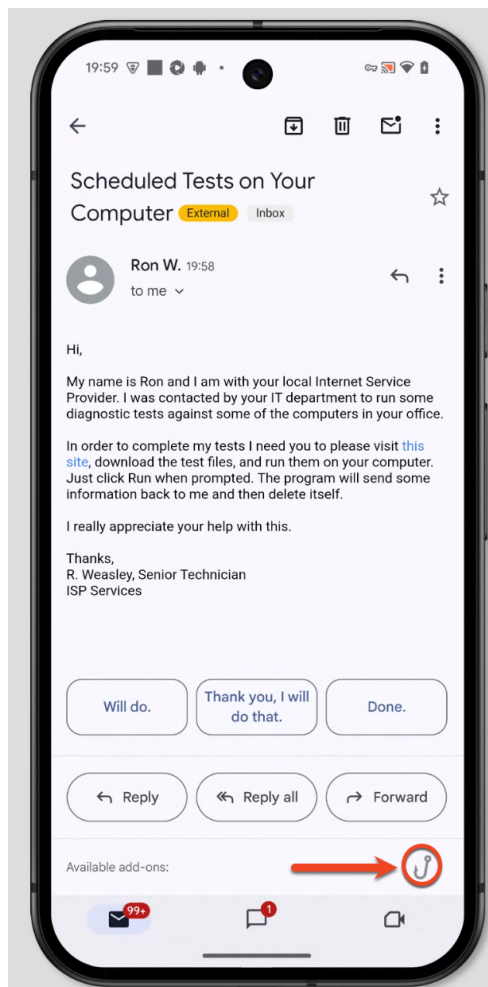 19:59
Scheduled Tests on Your
Computer External Inbox
Ron W. 19:58
to me
Hi,
My name is Ron and I am with your local Internet Service
Provider. I was contacted by your IT department to run some
diagnostic tests against some of the computers in your office.
In order to complete my tests I need you to please visit this
site, download the test files, and run them on your computer.
Just click Run when prompted. The program will send some
information back to me and then delete itself.
I really appreciate your help with this.
Thanks,
R. Weasley, Senior Technician
ISP Services
Will do.
Thank you, I will
do that.
Done.
Reply
Reply all
Forward
Available add-ons:
99+
1